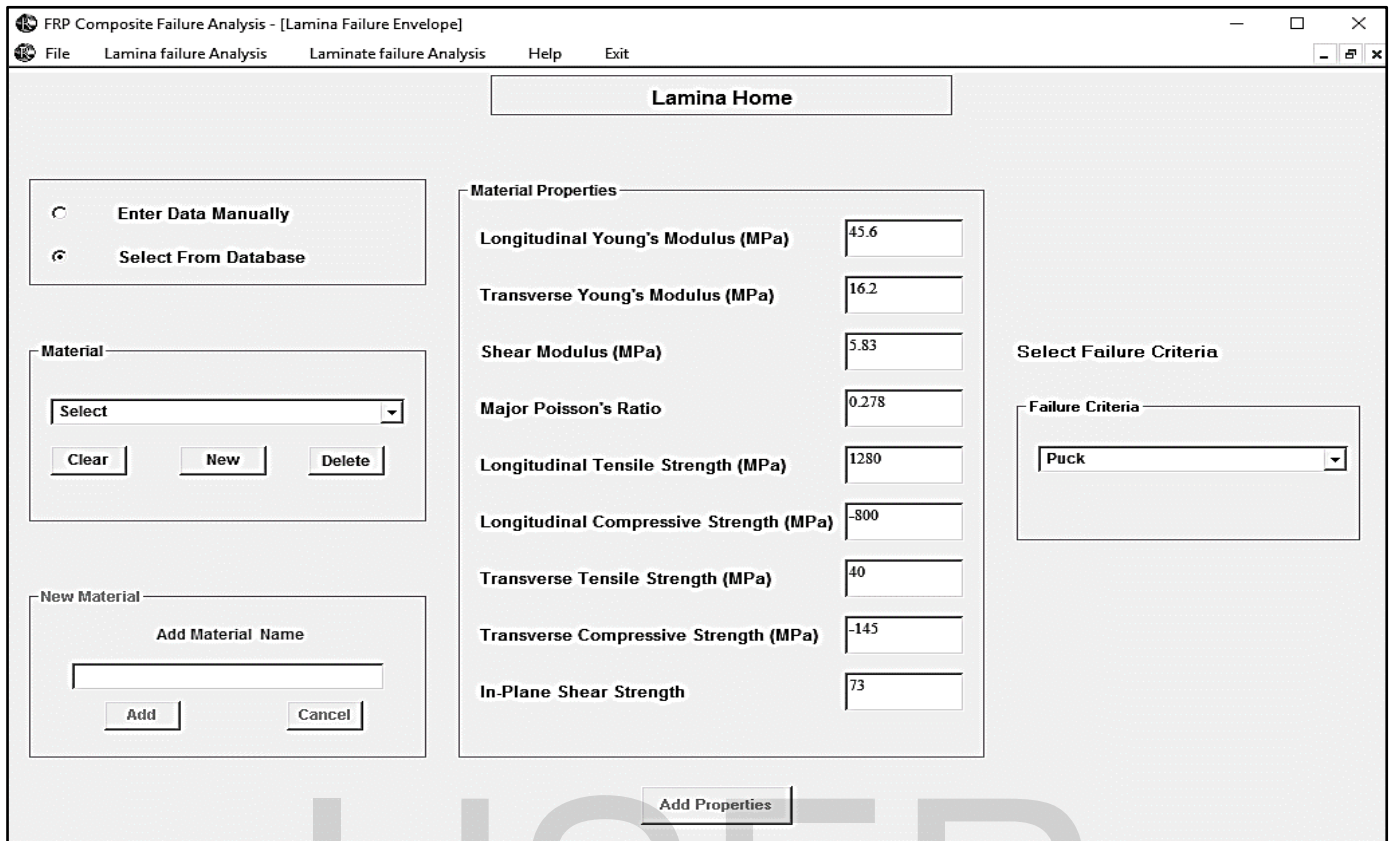 FRP Composite Failure Analysis - [Lamina Failure Envelope]
File Lamina failure Analysis Laminate failure Analysis Help Exit
Lamina Home
Enter Data Manually
Select From Database
Material
Select
Clear New Delete
New Material
Add Material Name
Add Cancel
Material Properties
Longitudinal Young's Modulus (MPa) 45.6
Transverse Young's Modulus (MPa) 16.2
Shear Modulus (MPa) 5.83
Major Poisson's Ratio 0.278
Longitudinal Tensile Strength (MPa) 1280
Longitudinal Compressive Strength (MPa) -800
Transverse Tensile Strength (MPa) 40
Transverse Compressive Strength (MPa) -145
In-Plane Shear Strength 73
Add Properties
Select Failure Criteria
Failure Criteria
Puck